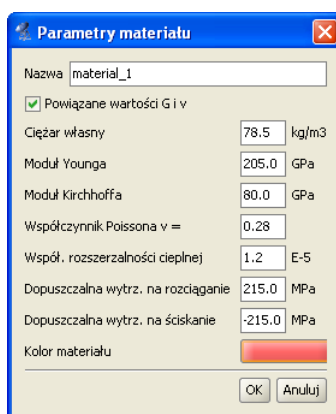 Parametry materiału
Nazwa material_1
Powiązane wartości G i v
Ciężar własny 78.5 kg/m3
Moduł Younga 205.0 GPa
Moduł Kirchhoffa 80.0 GPa
Współczynnik Poissona v = 0.28
Współ. rozszerzalności cieplnej 1.2 E-5
Dopuszczalna wytrz. na rozciąganie 215.0 MPa
Dopuszczalna wytrz. na ściskanie -215.0 MPa
Kolor materiału
OK Anuluj